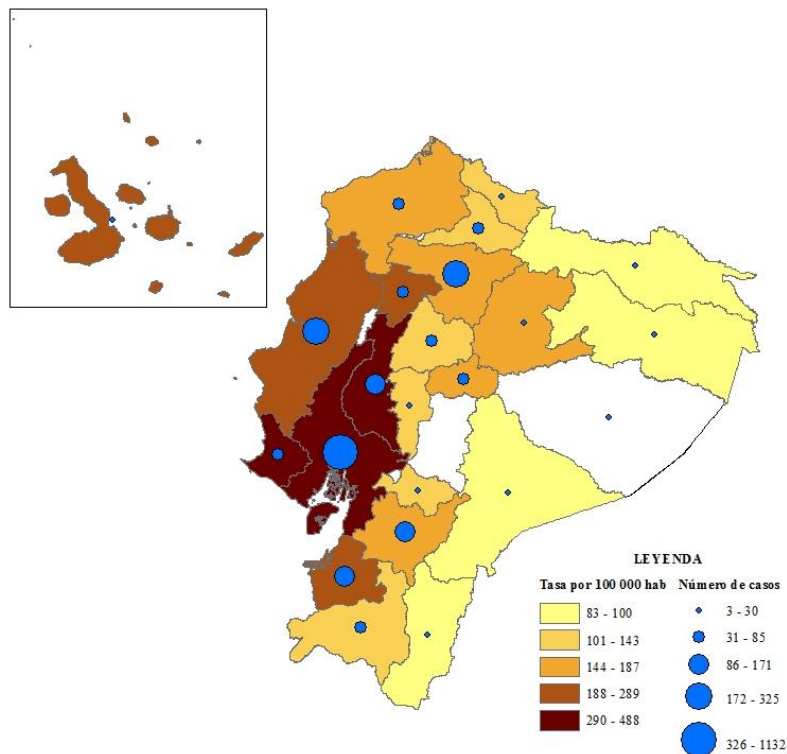 LEYENDA
Tasa por 100 000 hab Número de casos
83 - 100 3 - 30
101 - 143 31 - 85
144 - 187 86 - 171
188 - 289 172 - 325
290 - 488 326 - 1132